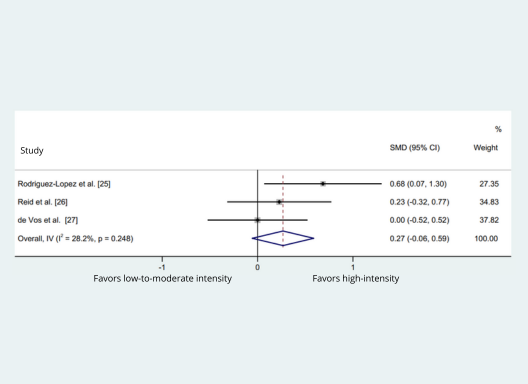 %
Study SMD (95% CI) Weight
Rodriguez-Lopez et al. [25] 0.68 (0.07, 1.30) 27.35
Reid et al. [26] 0.23 (-0.32, 0.77) 34.83
de Vos et al. [27] 0.00 (-0.52, 0.52) 37.82
Overall, IV (I² = 28.2%, p = 0.248) 0.27 (-0.06, 0.59) 100.00
-1 0 1
Favors low-to-moderate intensity Favors high-intensity